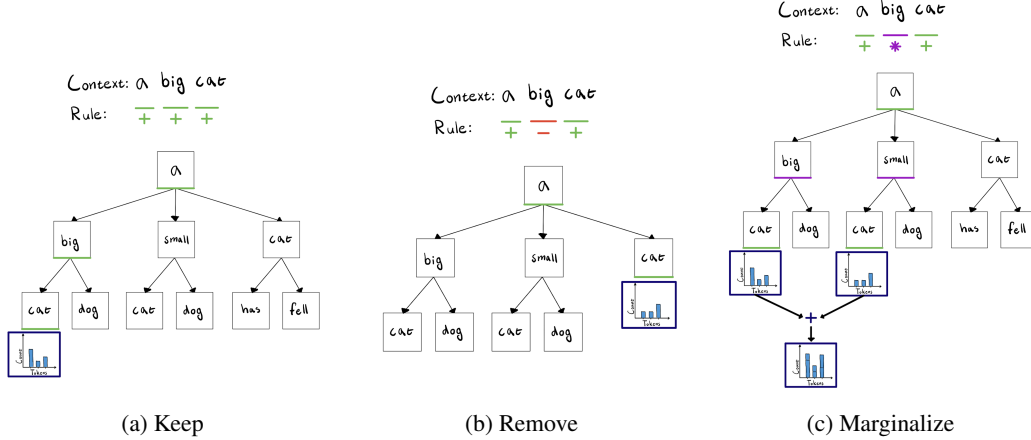 Context: a big cat
Rule: + + +
a
big small cat
cat dog cat dog has fell
Count
Tokens
(a) Keep
Context: a big cat
Rule: + − +
a
big small cat
cat dog cat dog
Count
Tokens
(b) Remove
Context: a big cat
Rule: + * +
a
big small cat
cat dog cat dog has fell
Count Count
Tokens Tokens
+
Count
Tokens
(c) Marginalize